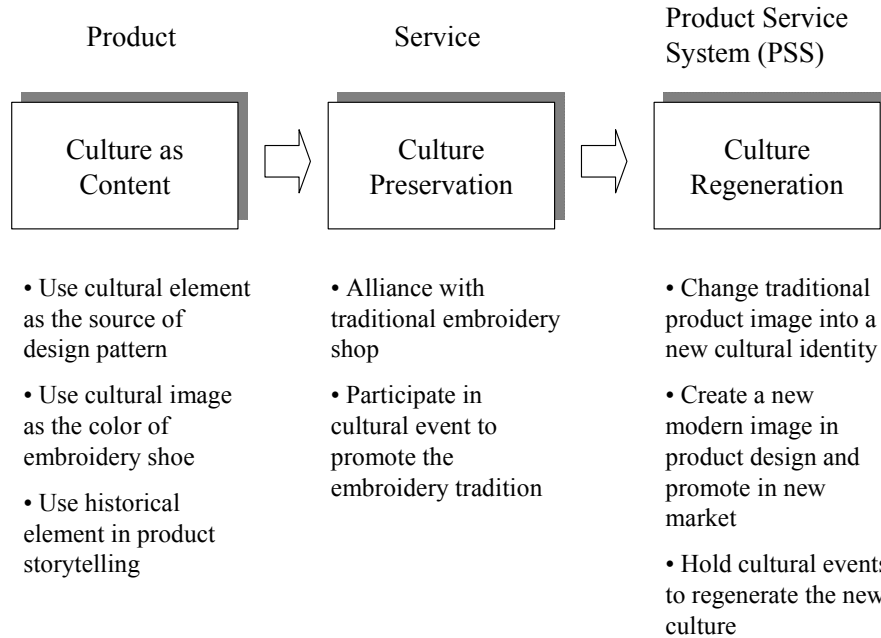 Product
Service
Product Service
System (PSS)
Culture as
Content
Culture
Preservation
Culture
Regeneration
• Use cultural element
as the source of
design pattern
• Use cultural image
as the color of
embroidery shoe
• Use historical
element in product
storytelling
• Alliance with
traditional embroidery
shop
• Participate in
cultural event to
promote the
embroidery tradition
• Change traditional
product image into a
new cultural identity
• Create a new
modern image in
product design and
promote in new
market
• Hold cultural events
to regenerate the new
culture